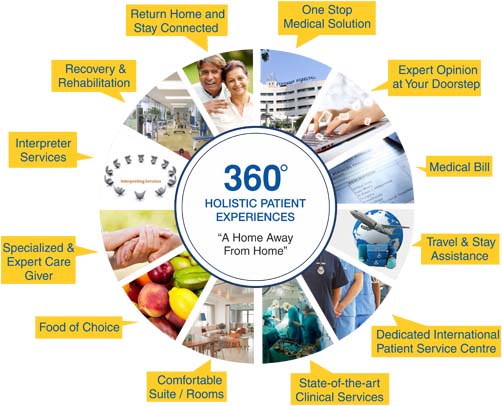 Return Home and
Stay Connected
One Stop
Medical Solution
Recovery &
Rehabilitation
Expert Opinion
at Your Doorstep
Interpreter
Services
Interpreting Services
Medical Bill
360°
HOLISTIC PATIENT
EXPERIENCES
“A Home Away
From Home”
Specialized &
Expert Care
Giver
Travel & Stay
Assistance
Food of Choice
Dedicated International
Patient Service Centre
Comfortable
Suite / Rooms
State-of-the-art
Clinical Services